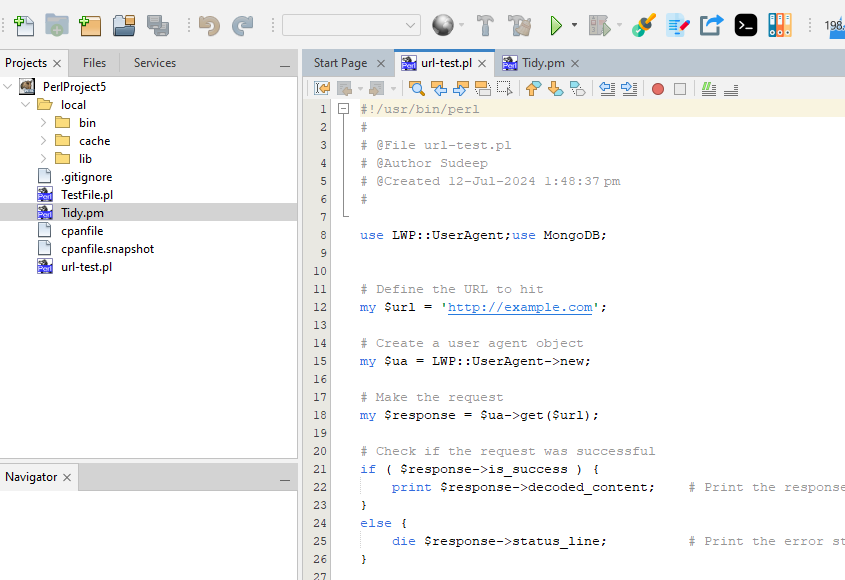 198.
Projects Files Services
PerlProject5
local
bin
cache
lib
.gitignore
TestFile.pl
Tidy.pm
cpanfile
cpanfile.snapshot
url-test.pl
Navigator
Start Page url-test.pl Tidy.pm
1 #!/usr/bin/perl
2 #
3 # @File url-test.pl
4 # @Author Sudeep
5 # @Created 12-Jul-2024 1:48:37 pm
6 #
7
8 use LWP::UserAgent;use MongoDB;
9
10
11 # Define the URL to hit
12 my $url = 'http://example.com';
13
14 # Create a user agent object
15 my $ua = LWP::UserAgent->new;
16
17 # Make the request
18 my $response = $ua->get($url);
19
20 # Check if the request was successful
21 if ( $response->is_success ) {
22 print $response->decoded_content; # Print the response
23 }
24 else {
25 die $response->status_line; # Print the error st
26 }
27